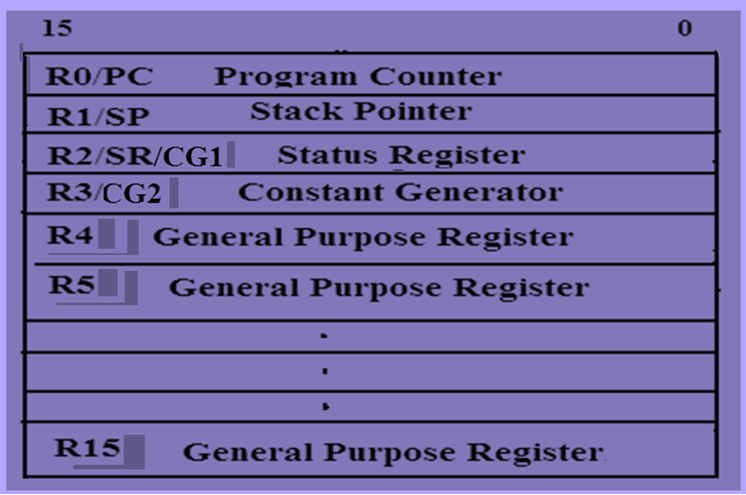 15 0
R0/PC Program Counter
R1/SP Stack Pointer
R2/SR/CG1 Status Register
R3/CG2 Constant Generator
R4 General Purpose Register
R5 General Purpose Register
.
.
.
R15 General Purpose Register